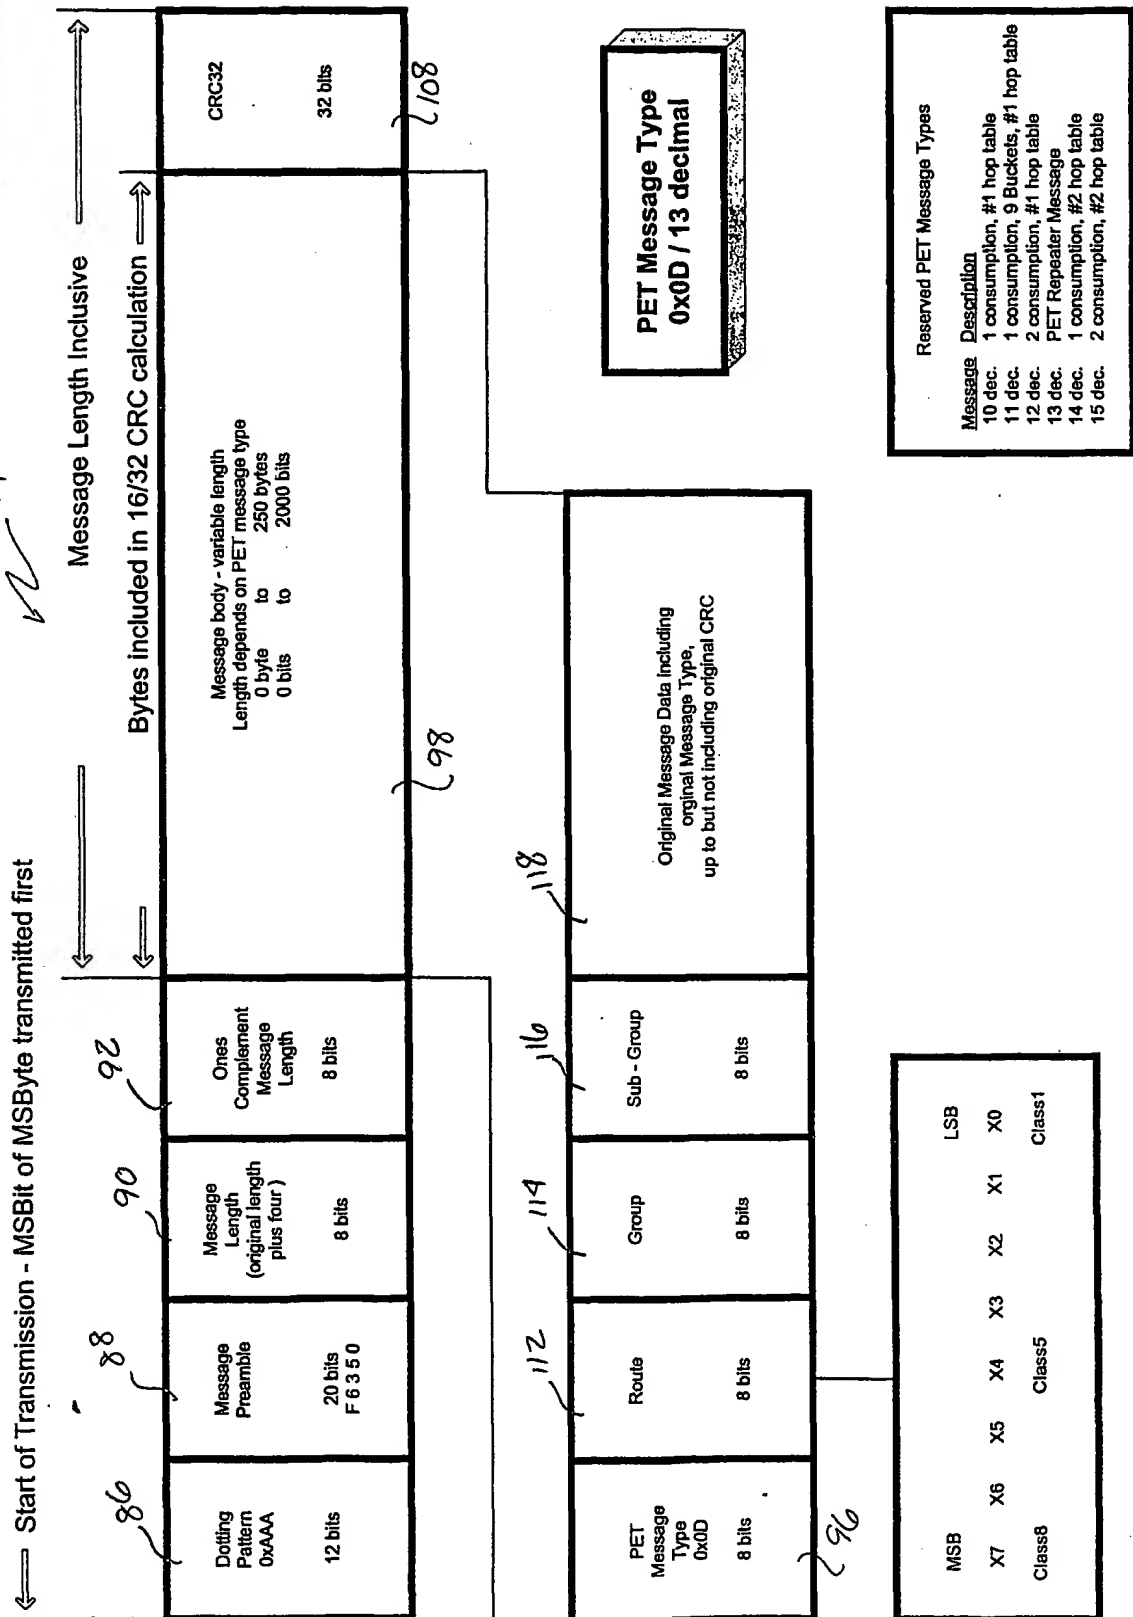 Start of Transmission - MSBit of MSByte transmitted first
Message Length Inclusive
Bytes included in 16/32 CRC calculation
86
Dotting
Pattern
0xAAA
12 bits
88
Message
Preamble
20 bits
F 6 3 5 0
90
Message
Length
(original length
plus four )
8 bits
92
Ones
Complement
Message
Length
8 bits
Message body - variable length
Length depends on PET message type
0 byte to 250 bytes
0 bits to 2000 bits
98
CRC32
32 bits
108
PET
Message
Type
0x0D
8 bits
96
112
Route
8 bits
114
Group
8 bits
116
Sub - Group
8 bits
118
Original Message Data including
orginal Message Type,
up to but not including original CRC
PET Message Type
0x0D / 13 decimal
MSB LSB
X7 X6 X5 X4 X3 X2 X1 X0
Class8 Class5 Class1
Reserved PET Message Types
Message Description
10 dec. 1 consumption, #1 hop table
11 dec. 1 consumption, 9 Buckets, #1 hop table
12 dec. 2 consumption, #1 hop table
13 dec. PET Repeater Message
14 dec. 1 consumption, #2 hop table
15 dec. 2 consumption, #2 hop table